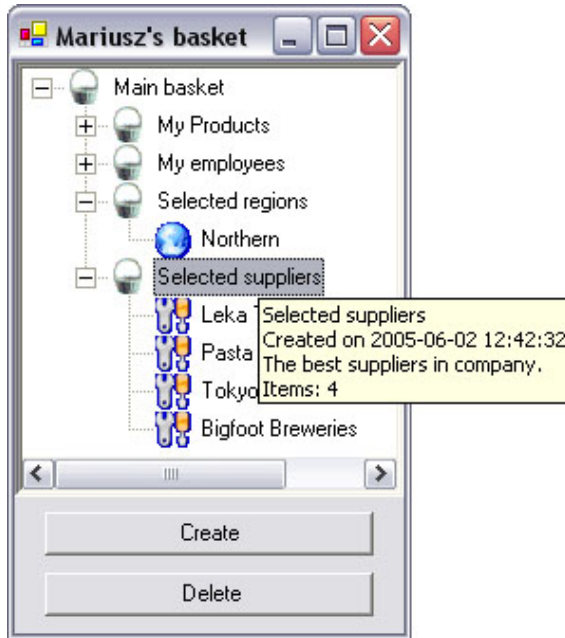 Mariusz's basket
Main basket
My Products
My employees
Selected regions
Northern
Selected suppliers
Leka
Selected suppliers
Created on 2005-06-02 12:42:32
Pasta
The best suppliers in company.
Tokyo
Items: 4
Bigfoot Breweries
Create
Delete